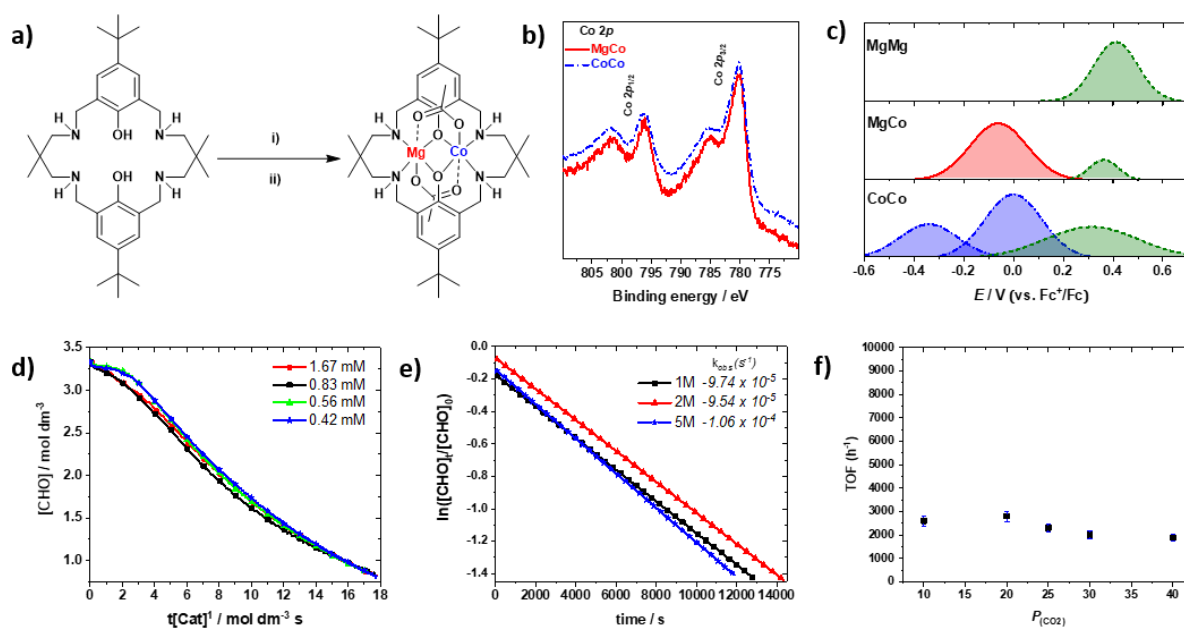 a)
H
N
OH
H
N
N
H
OH
N
H
i)
ii)
O
O
H
N
O
H
N
Mg
Co
N
H
O
O
O
N
H
b)
Co 2p
MgCo
CoCo
Co 2p1/2
Co 2p3/2
805 800 795 790 785 780 775
Binding energy / eV
c)
MgMg
MgCo
CoCo
-0.6 -0.4 -0.2 0.0 0.2 0.4 0.6
E / V (vs. Fc⁺/Fc)
d)
[CHO] / mol dm-3
3.5
3.0
2.5
2.0
1.5
1.0
1.67 mM
0.83 mM
0.56 mM
0.42 mM
0 2 4 6 8 10 12 14 16 18
t[Cat]¹ / mol dm-3 s
e)
ln([CHO]t/[CHO]0)
0.0
-0.2
-0.4
-0.6
-0.8
-1.0
-1.2
-1.4
kobs(s-1)
1M -9.74 x 10-5
2M -9.54 x 10-5
5M -1.06 x 10-4
0 2000 4000 6000 8000 10000 12000 14000
time / s
f)
TOF (h-1)
10000
9000
8000
7000
6000
5000
4000
3000
2000
1000
0
10 15 20 25 30 35 40
P(CO2)